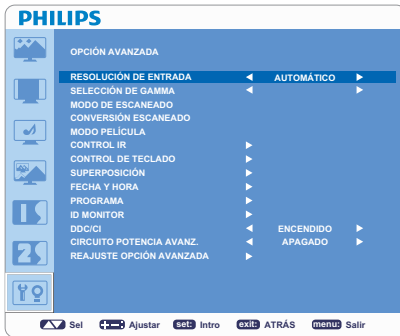 PHILIPS
OPCIÓN AVANZADA
RESOLUCIÓN DE ENTRADA AUTOMÁTICO
SELECCIÓN DE GAMMA
MODO DE ESCANEADO
CONVERSIÓN ESCANEADO
MODO PELÍCULA
CONTROL IR
CONTROL DE TECLADO
SUPERPOSICIÓN
FECHA Y HORA
PROGRAMA
ID MONITOR
DDC/CI ENCENDIDO
CIRCUITO POTENCIA AVANZ. APAGADO
REAJUSTE OPCIÓN AVANZADA
Sel Ajustar set: Intro exit: ATRÁS menu: Salir